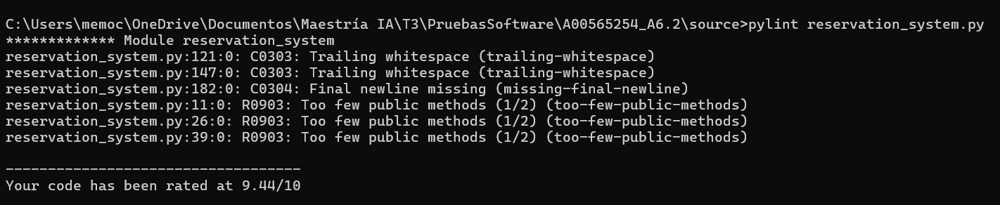 C:\Users\memoc\OneDrive\Documentos\Maestría IA\T3\PruebasSoftware\A00565254_A6.2\source>pylint reservation_system.py
************* Module reservation_system
reservation_system.py:121:0: C0303: Trailing whitespace (trailing-whitespace)
reservation_system.py:147:0: C0303: Trailing whitespace (trailing-whitespace)
reservation_system.py:182:0: C0304: Final newline missing (missing-final-newline)
reservation_system.py:11:0: R0903: Too few public methods (1/2) (too-few-public-methods)
reservation_system.py:26:0: R0903: Too few public methods (1/2) (too-few-public-methods)
reservation_system.py:39:0: R0903: Too few public methods (1/2) (too-few-public-methods)
-----------------------------------
Your code has been rated at 9.44/10